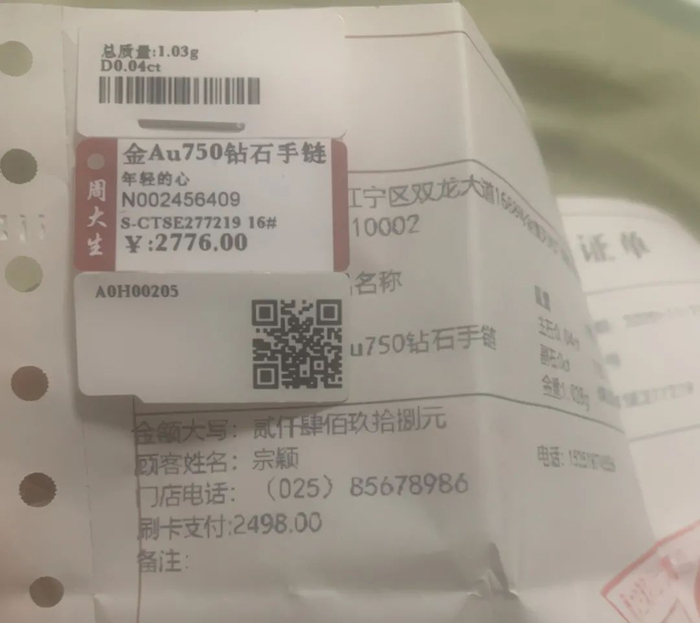 总质量:1.03g
D0.04ct
金Au750钻石手链
年轻的心
周大生
N002456409
S-CTSE277219 16#
￥:2776.00
A0H00205
江宁区双龙大道
10002
名称
u750钻石手链
证单
金额大写：贰仟肆佰玖拾捌元
顾客姓名：宗颖
门店电话：（025）85678986
刷卡支付:2498.00
备注:
电话: